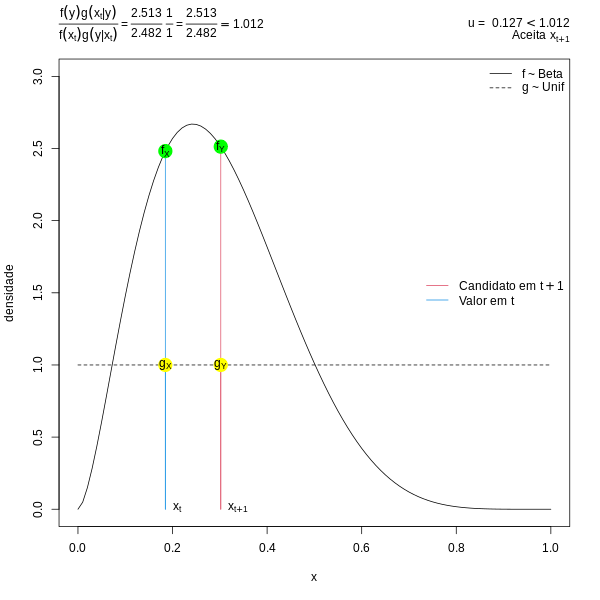 f(y)g(xₜ|y) / f(xₜ)g(y|xₜ) = 2.513 / 2.482 1 / 1 = 2.513 / 2.482 = 1.012
u = 0.127 < 1.012
Aceita xₜ₊₁
f ~ Beta
g ~ Unif
Candidato em t + 1
Valor em t
densidade
3.0
2.5
2.0
1.5
1.0
0.5
0.0
fX
fY
gX
gY
xₜ
xₜ₊₁
0.0 0.2 0.4 0.6 0.8 1.0
x